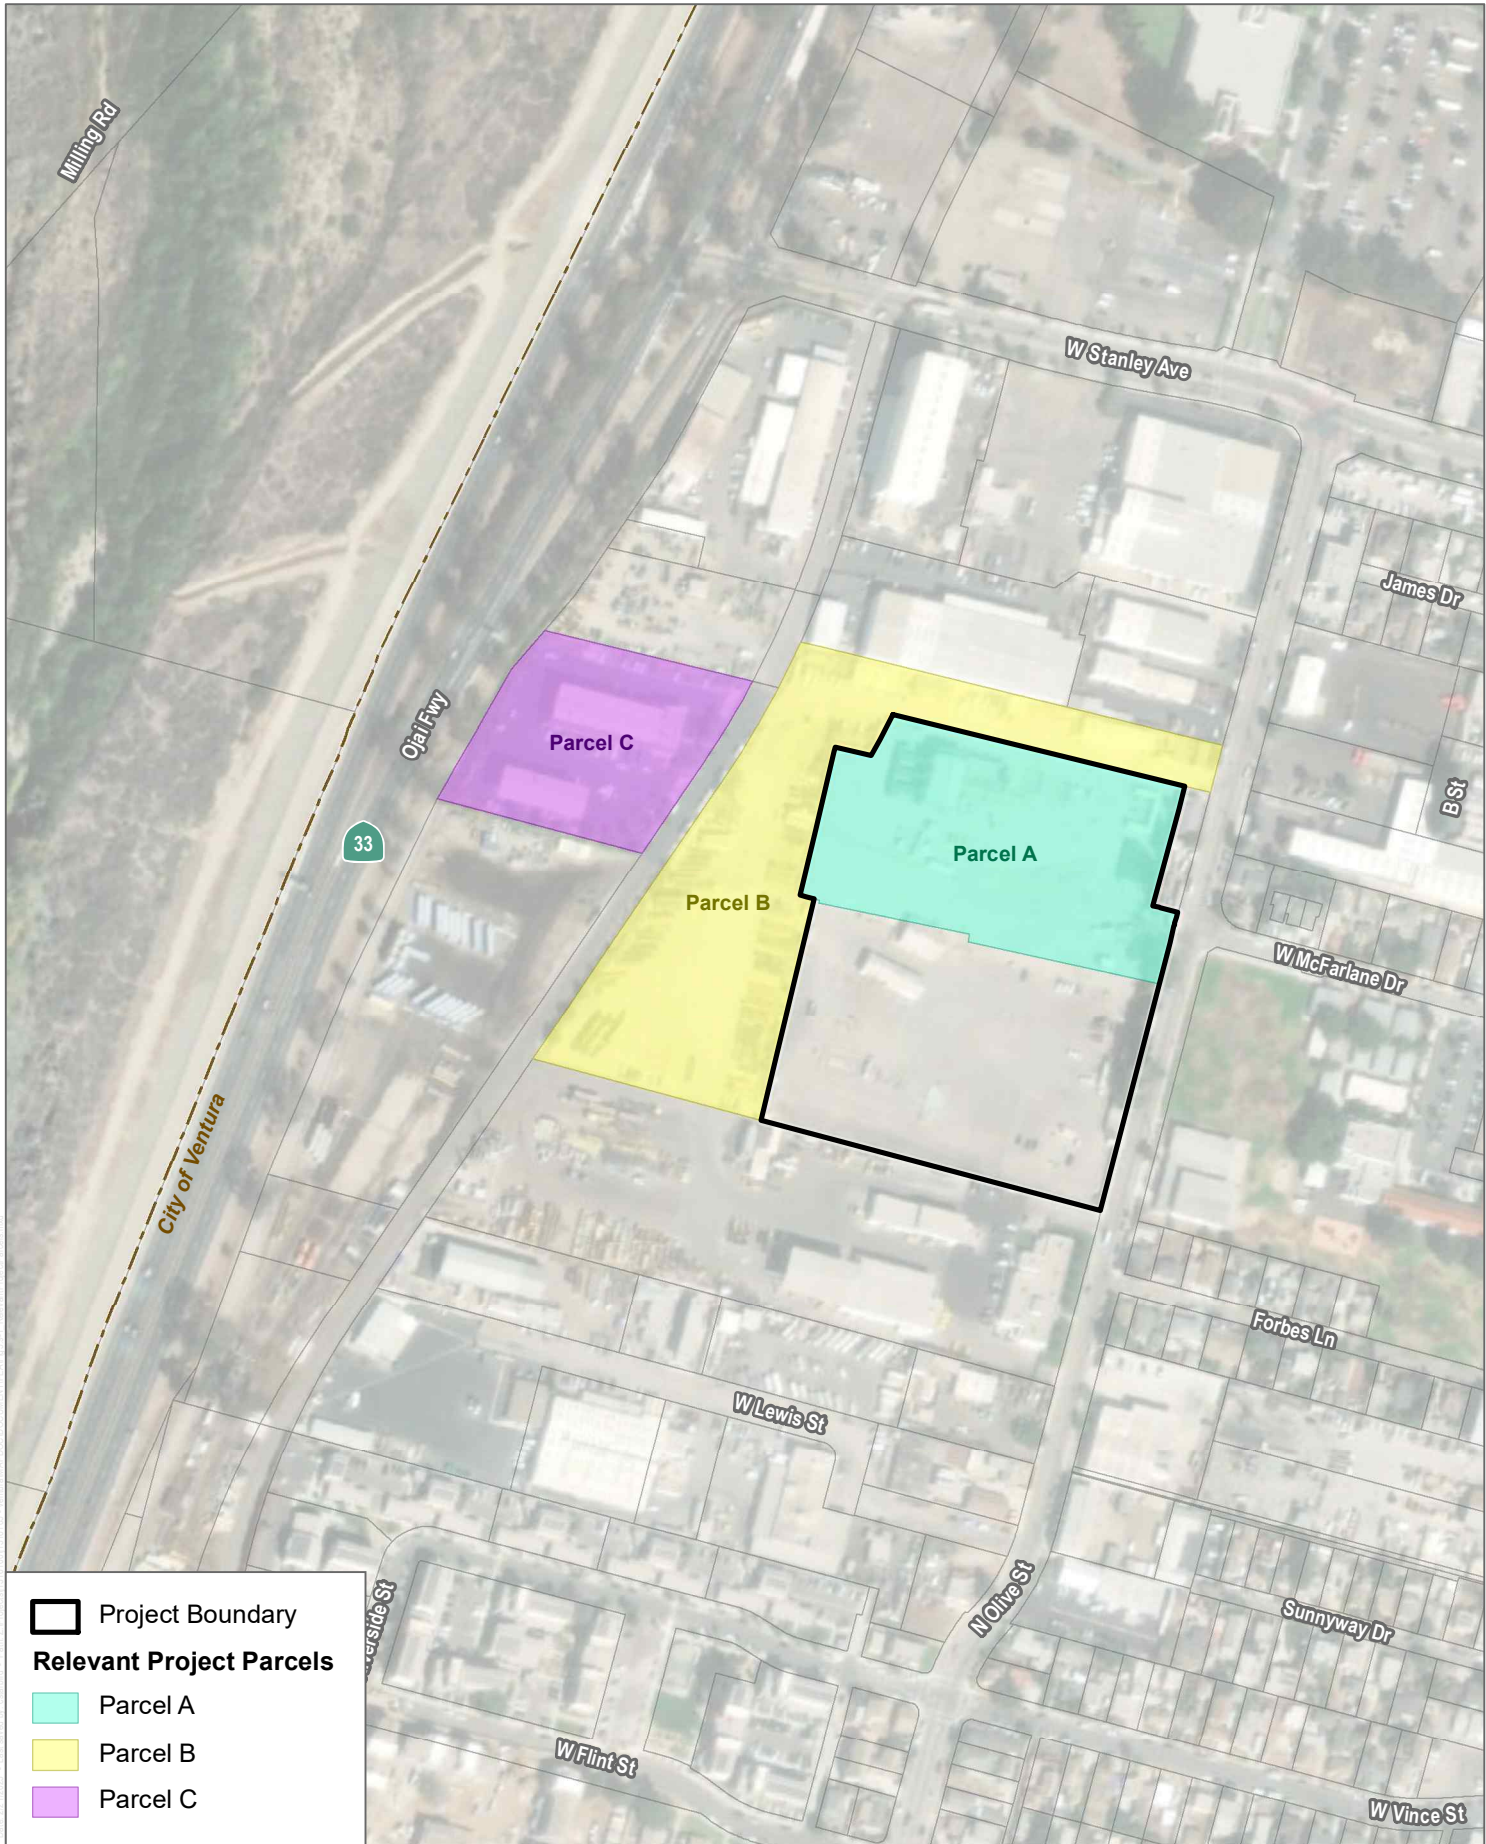 Milling Rd
W Stanley Ave
James Dr
Ojai Fwy
Parcel C
B St
33
Parcel A
Parcel B
W McFarlane Dr
City of Ventura
Forbes Ln
W Lewis St
N Olive St
Sunnyway Dr
erside St
W Flint St
W Vince St
Project Boundary
Relevant Project Parcels
Parcel A
Parcel B
Parcel C